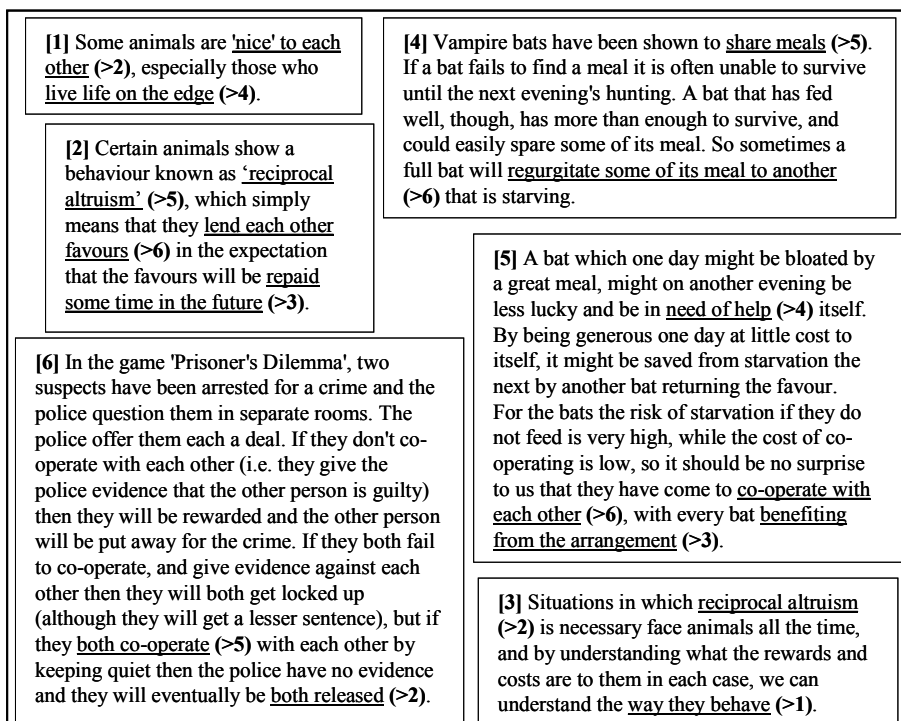 [1] Some animals are 'nice' to each
other (>2), especially those who
live life on the edge (>4).
[2] Certain animals show a
behaviour known as ‘reciprocal
altruism’ (>5), which simply
means that they lend each other
favours (>6) in the expectation
that the favours will be repaid
some time in the future (>3).
[6] In the game 'Prisoner's Dilemma', two
suspects have been arrested for a crime and the
police question them in separate rooms. The
police offer them each a deal. If they don't co-
operate with each other (i.e. they give the
police evidence that the other person is guilty)
then they will be rewarded and the other person
will be put away for the crime. If they both fail
to co-operate, and give evidence against each
other then they will both get locked up
(although they will get a lesser sentence), but if
they both co-operate (>5) with each other by
keeping quiet then the police have no evidence
and they will eventually be both released (>2).
[4] Vampire bats have been shown to share meals (>5).
If a bat fails to find a meal it is often unable to survive
until the next evening's hunting. A bat that has fed
well, though, has more than enough to survive, and
could easily spare some of its meal. So sometimes a
full bat will regurgitate some of its meal to another
(>6) that is starving.
[5] A bat which one day might be bloated by
a great meal, might on another evening be
less lucky and be in need of help (>4) itself.
By being generous one day at little cost to
itself, it might be saved from starvation the
next by another bat returning the favour.
For the bats the risk of starvation if they do
not feed is very high, while the cost of co-
operating is low, so it should be no surprise
to us that they have come to co-operate with
each other (>6), with every bat benefiting
from the arrangement (>3).
[3] Situations in which reciprocal altruism
(>2) is necessary face animals all the time,
and by understanding what the rewards and
costs are to them in each case, we can
understand the way they behave (>1).